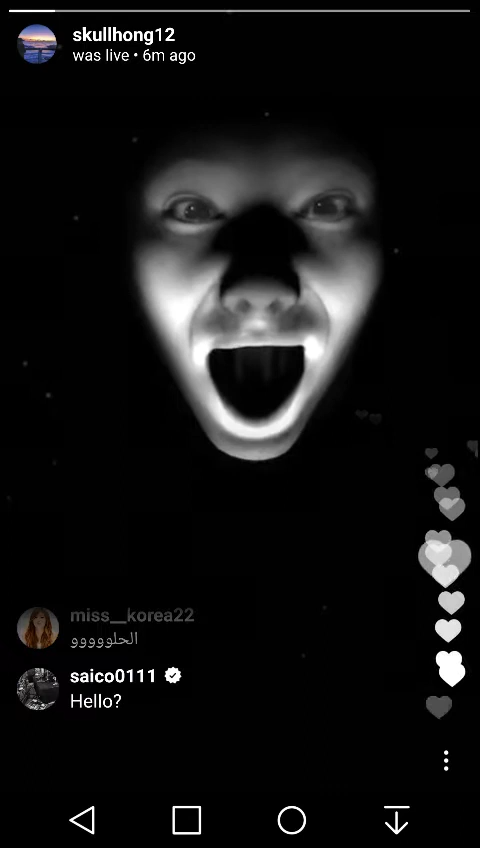 skullhong12
was live • 6m ago
miss__korea22
الحلووووو
saico0111
Hello?